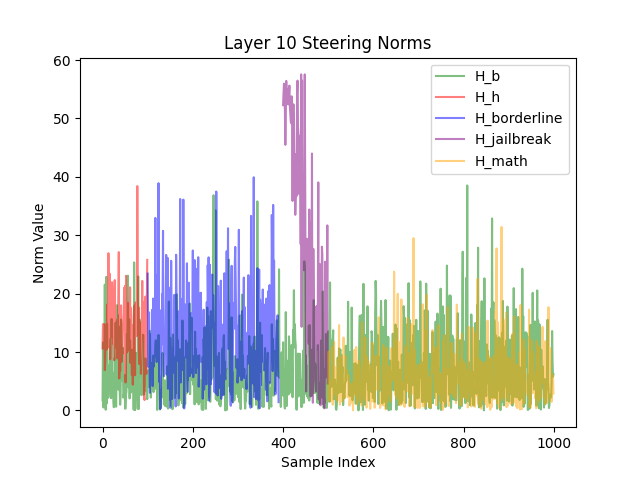 Layer 10 Steering Norms
60
50
40
30
20
10
0
Norm Value
0 200 400 600 800 1000
Sample Index
H_b
H_h
H_borderline
H_jailbreak
H_math